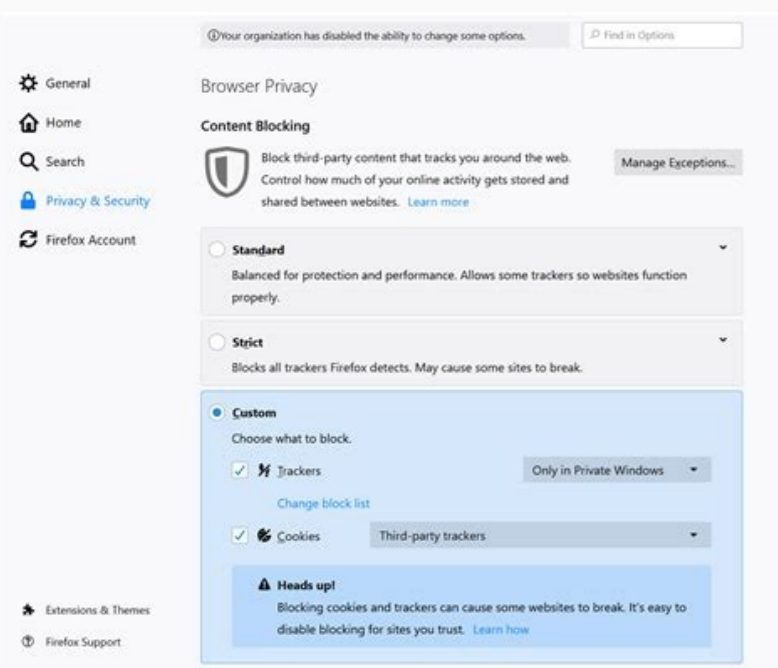 Your organization has disabled the ability to change some options.
Find in Options
General
Home
Search
Privacy & Security
Firefox Account
Browser Privacy
Content Blocking
Block third-party content that tracks you around the web.
Control how much of your online activity gets stored and
shared between websites. Learn more
Manage Exceptions...
Standard
Balanced for protection and performance. Allows some trackers so websites function
properly.
Strict
Blocks all trackers Firefox detects. May cause some sites to break.
Custom
Choose what to block.
Trackers
Only in Private Windows
Change block list
Cookies
Third-party trackers
Heads up!
Blocking cookies and trackers can cause some websites to break. It's easy to
disable blocking for sites you trust. Learn how
Extensions & Themes
Firefox Support